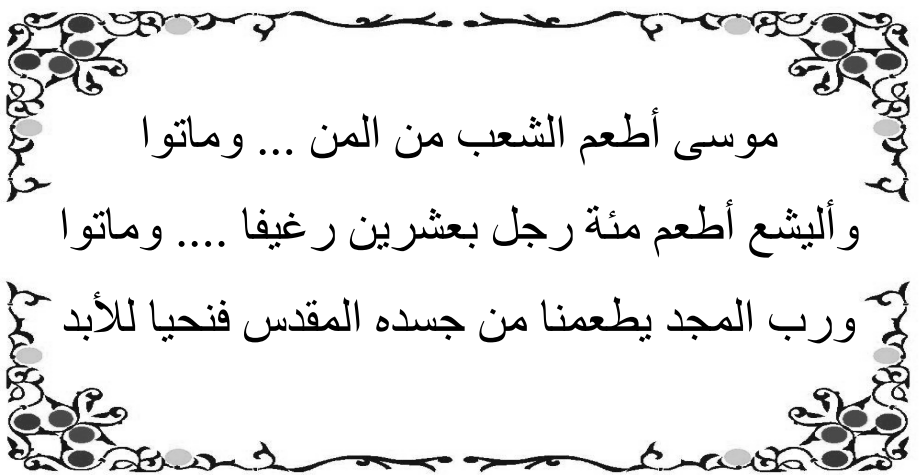 موسى أطعم الشعب من المن ... وماتوا
وأليشع أطعم مئة رجل بعشرين رغيفا .... وماتوا
ورب المجد يطعمنا من جسده المقدس فنحيا للأبد